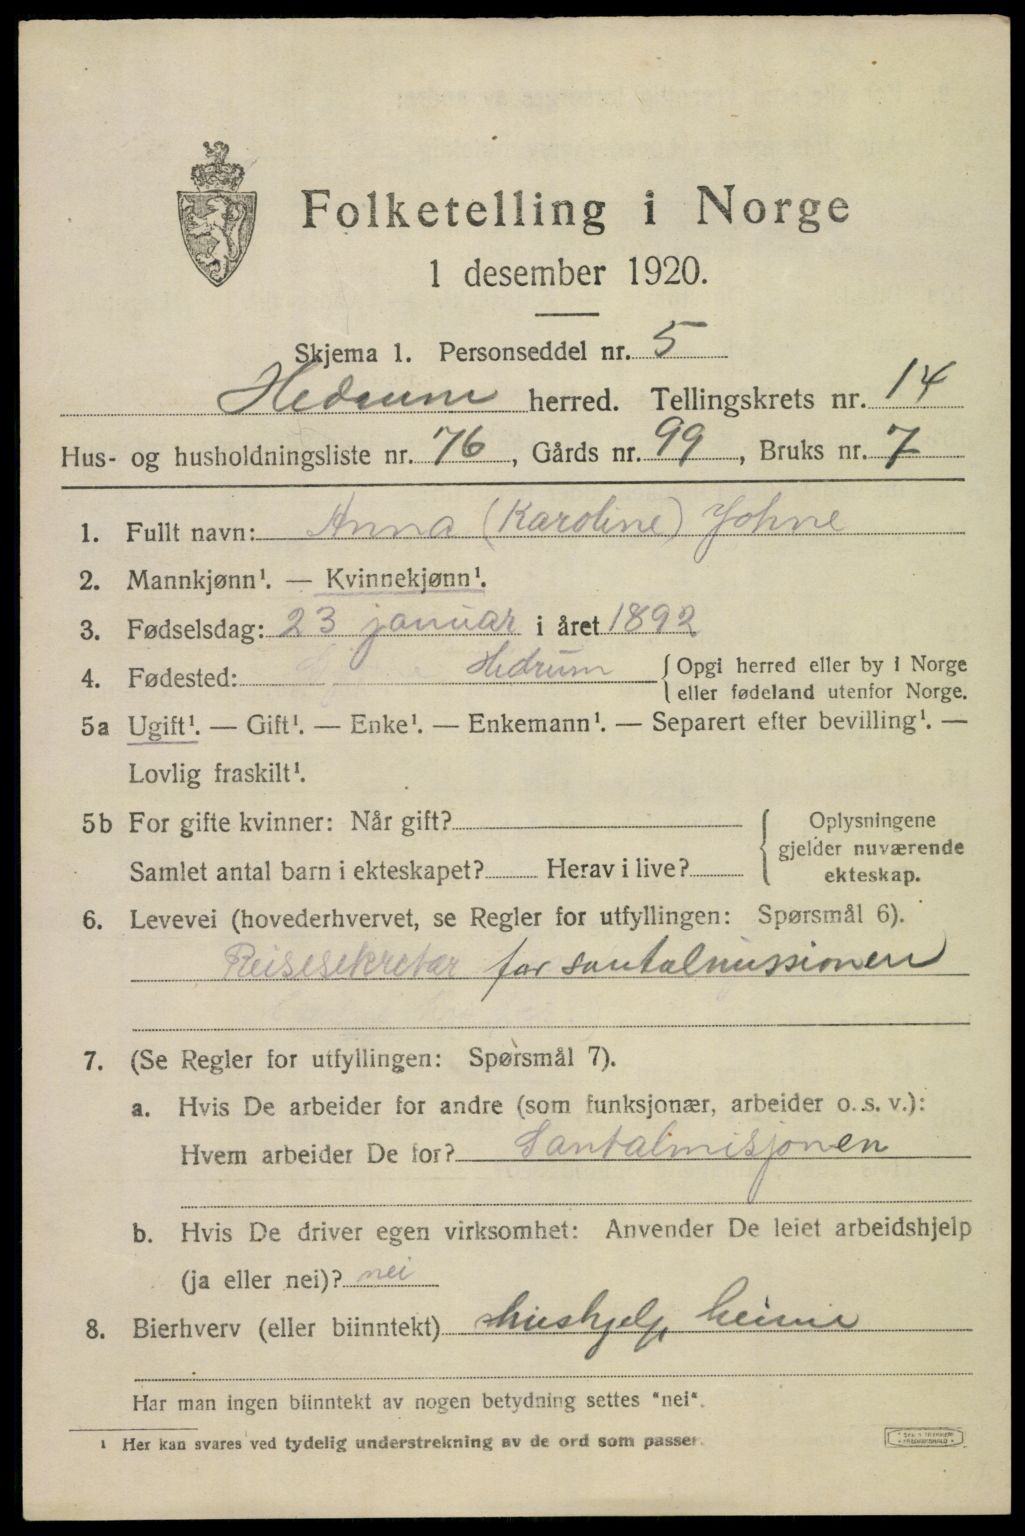 Folketelling i Norge
1 desember 1920.
Skjema 1. Personseddel nr. 5
Hedrum herred. Tellingskrets nr. 14
Hus- og husholdningsliste nr. 76, Gårds nr. 99, Bruks nr. 7
1. Fullt navn: Anna (Karoline) Johne
2. Mannkjønn¹. — Kvinnekjønn¹.
3. Fødselsdag: 23 januar i året 1892
4. Fødested: Hedrum { Opgi herred eller by i Norge
eller fødeland utenfor Norge.
5a Ugift¹. — Gift¹. — Enke¹. — Enkemann¹. — Separert efter bevilling¹. —
Lovlig fraskilt¹.
5b For gifte kvinner: Når gift? { Oplysningene
gjelder nuværende
Samlet antal barn i ekteskapet? Herav i live? ekteskap.
6. Levevei (hovederhvervet, se Regler for utfyllingen: Spørsmål 6).
Reisesekretær for santalmissionen
7. (Se Regler for utfyllingen: Spørsmål 7).
a. Hvis De arbeider for andre (som funksjonær, arbeider o. s. v.):
Hvem arbeider De for? Santalmisjonen
b. Hvis De driver egen virksomhet: Anvender De leiet arbeidshjelp
(ja eller nei)? nei
8. Bierhverv (eller biinntekt) hushjelp heime
Har man ingen biinntekt av nogen betydning settes "nei".
¹ Her kan svares ved tydelig understrekning av de ord som passer.